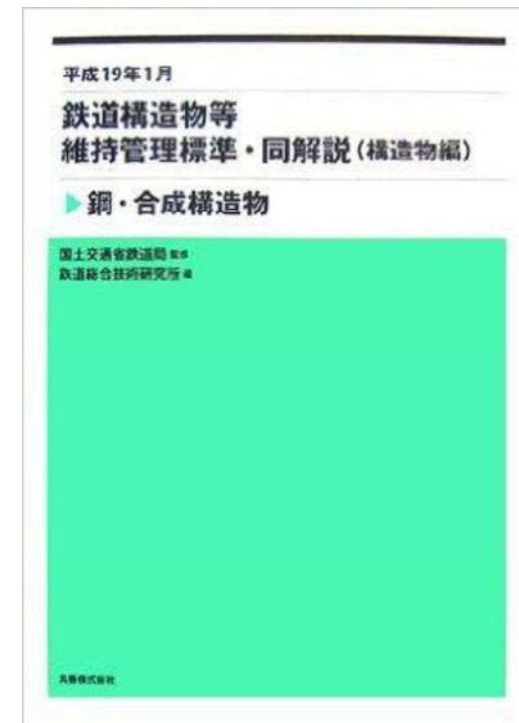 平成19年1月
鉄道構造物等
維持管理標準・同解説(構造物編)
▶鋼・合成構造物
国土交通省鉄道局 監修
鉄道総合技術研究所 編
丸善株式会社